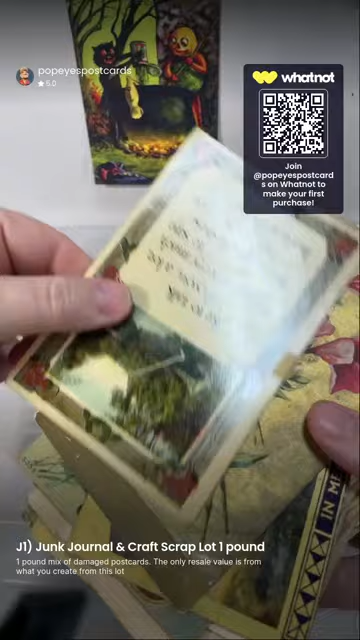 popeyespostcards
★5.0
whatnot
Join
@popeyespostcard
s on Whatnot to
make your first
purchase!
IN M
J1) Junk Journal & Craft Scrap Lot 1 pound
1 pound mix of damaged postcards. The only resale value is from
what you create from this lot